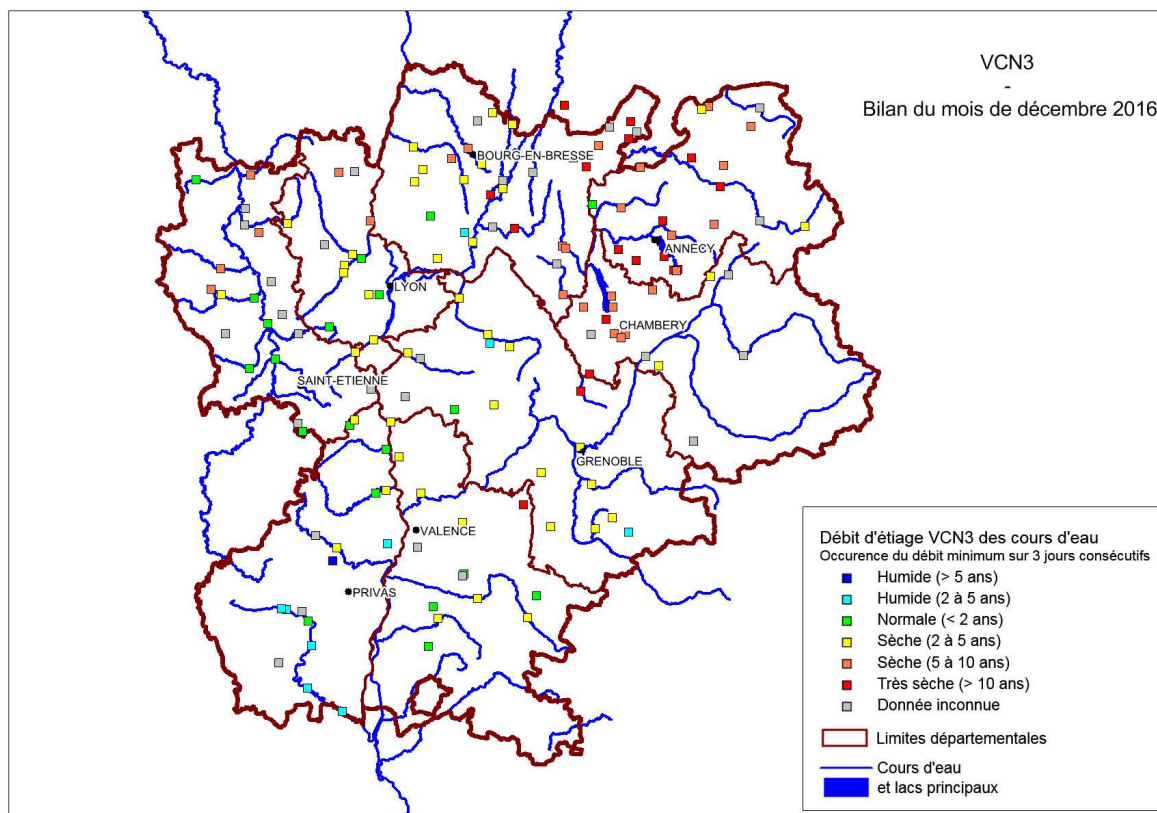 VCN3
-
Bilan du mois de décembre 2016
BOURG-EN-BRESSE
ANNECY
LYON
CHAMBERY
SAINT-ETIENNE
GRENOBLE
VALENCE
PRIVAS
Débit d'étiage VCN3 des cours d'eau
Occurence du débit minimum sur 3 jours consécutifs
Humide (> 5 ans)
Humide (2 à 5 ans)
Normale (< 2 ans)
Sèche (2 à 5 ans)
Sèche (5 à 10 ans)
Très sèche (> 10 ans)
Donnée inconnue
Limites départementales
Cours d'eau
et lacs principaux